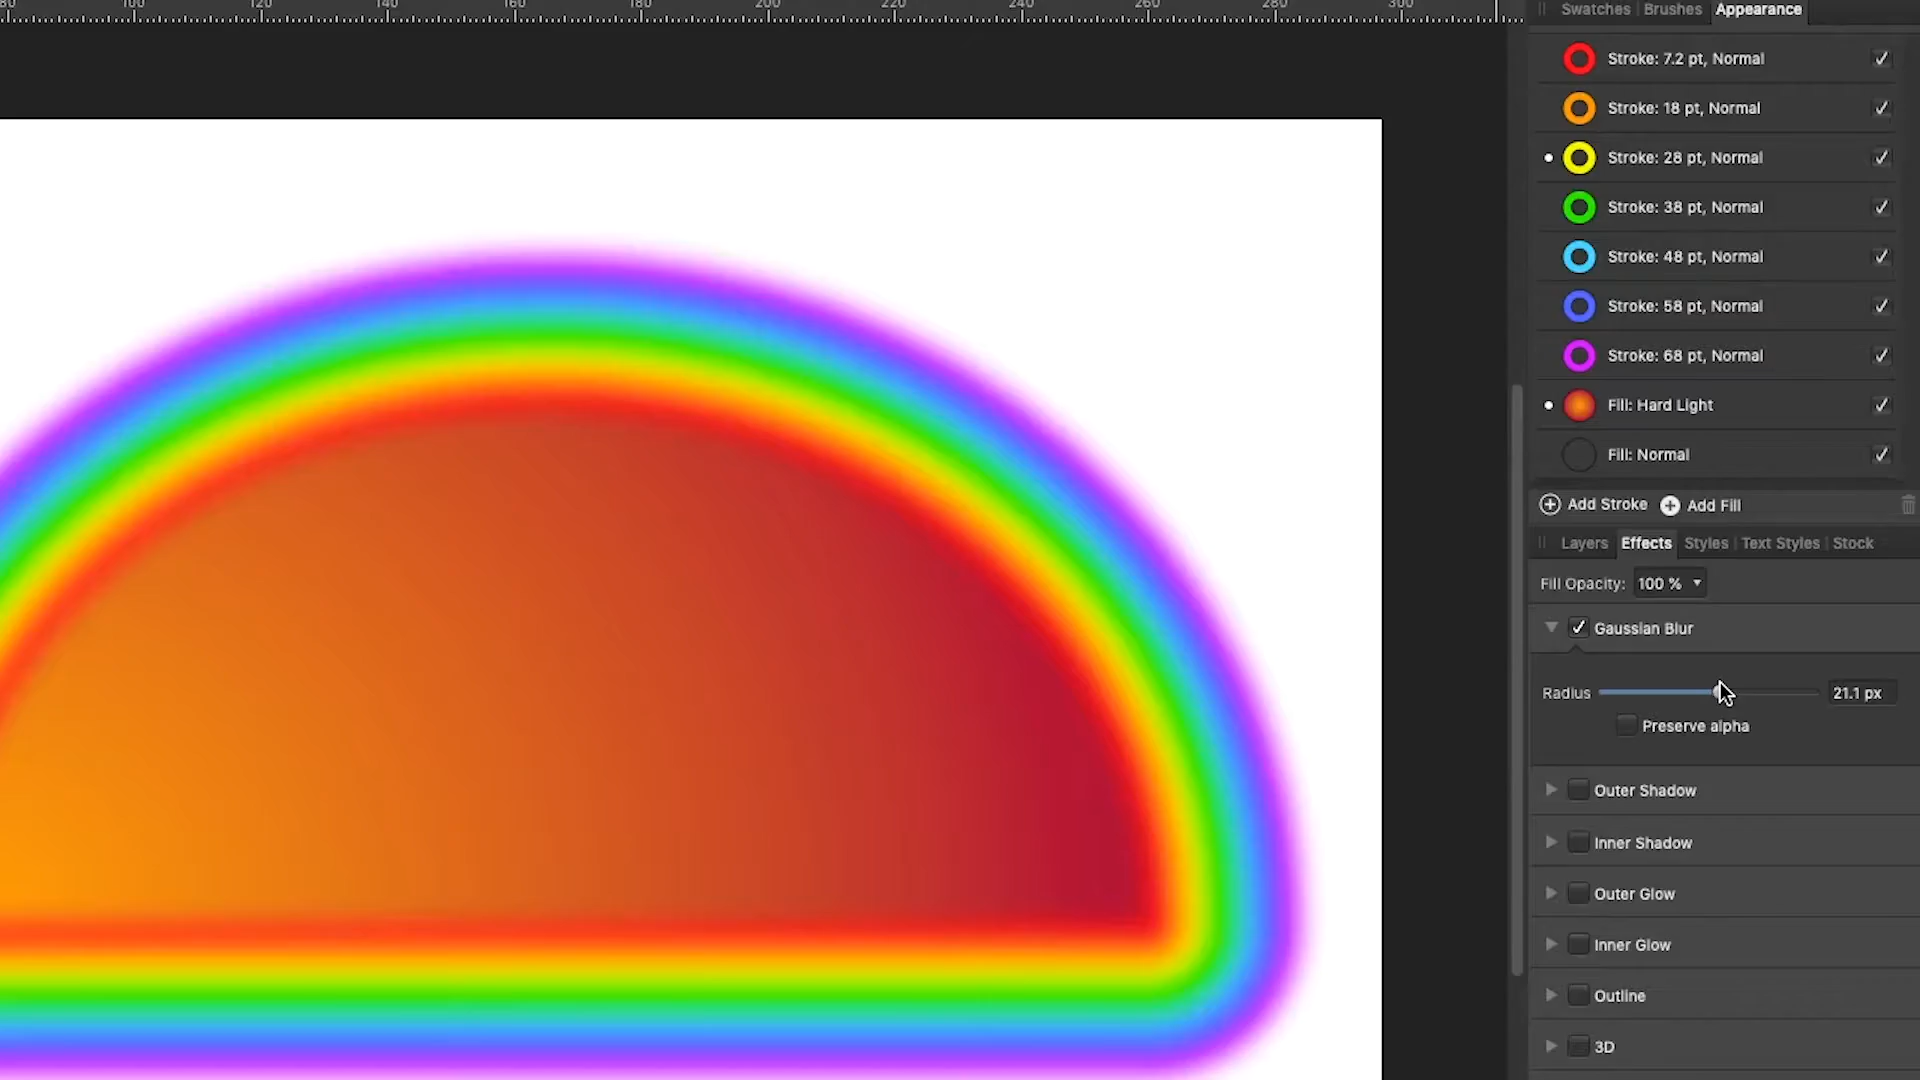 80 100 120 140 160 180 200 220 240 260 280 300
Swatches Brushes Appearance
Stroke: 7.2 pt, Normal
Stroke: 18 pt, Normal
Stroke: 28 pt, Normal
Stroke: 38 pt, Normal
Stroke: 48 pt, Normal
Stroke: 58 pt, Normal
Stroke: 68 pt, Normal
Fill: Hard Light
Fill: Normal
Add Stroke Add Fill
Layers Effects Styles Text Styles Stock
Fill Opacity: 100 %
Gaussian Blur
Radius 21.1 px
Preserve alpha
Outer Shadow
Inner Shadow
Outer Glow
Inner Glow
Outline
3D